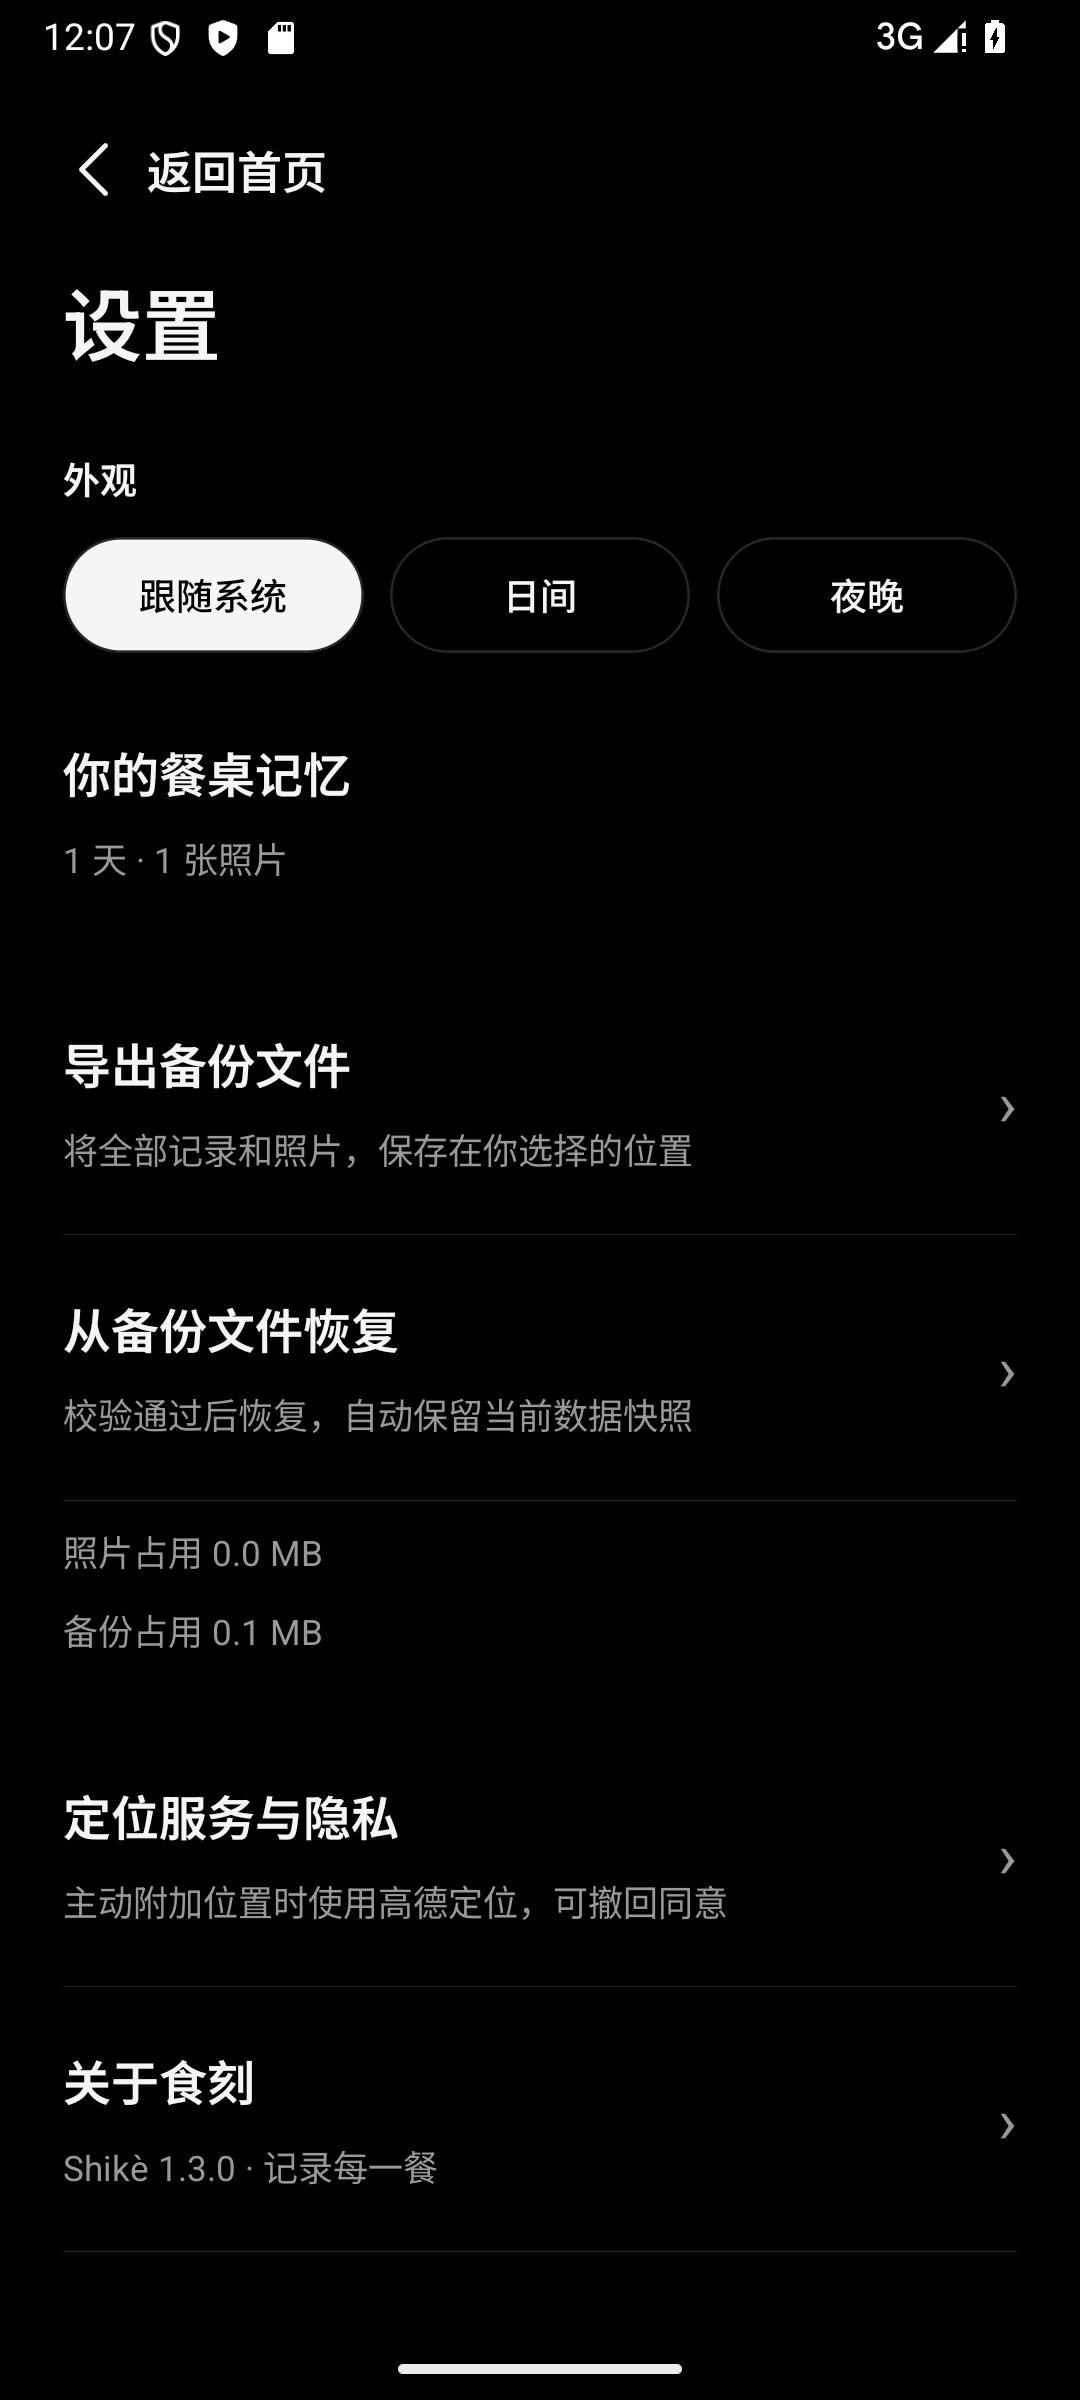 12:07
3G
返回首页
设置
外观
跟随系统
日间
夜晚
你的餐桌记忆
1 天 · 1 张照片
导出备份文件
将全部记录和照片，保存在你选择的位置
从备份文件恢复
校验通过后恢复，自动保留当前数据快照
照片占用 0.0 MB
备份占用 0.1 MB
定位服务与隐私
主动附加位置时使用高德定位，可撤回同意
关于食刻
Shikè 1.3.0 · 记录每一餐